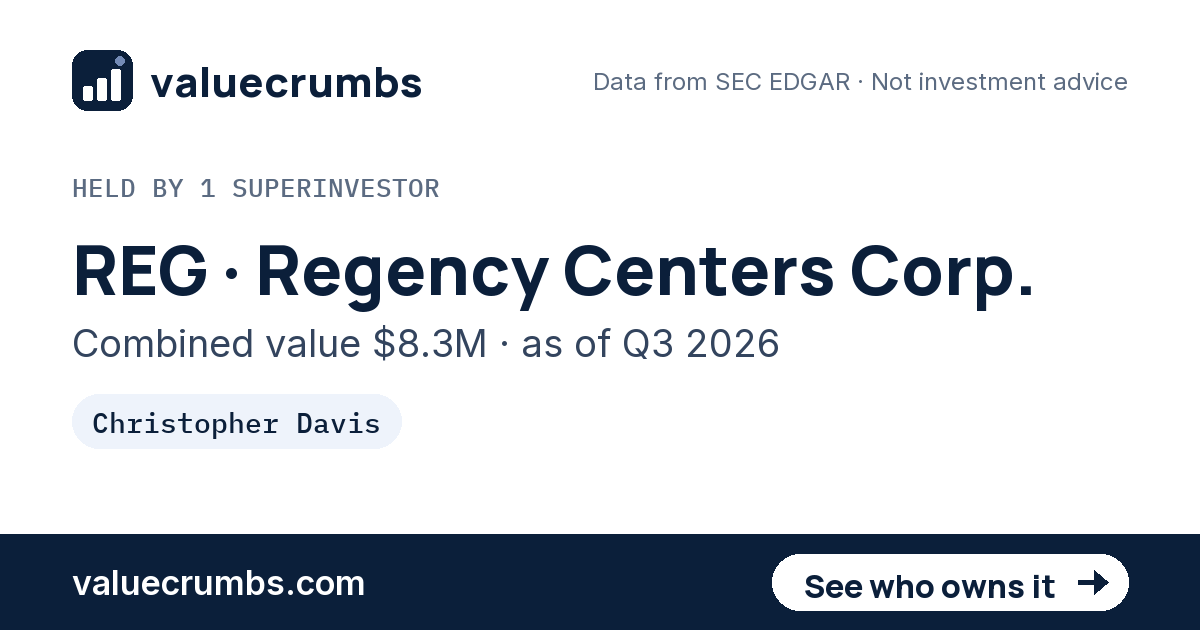 valuecrumbs
Data from SEC EDGAR · Not investment advice
HELD BY 1 SUPERINVESTOR
REG · Regency Centers Corp.
Combined value $8.3M · as of Q3 2026
Christopher Davis
valuecrumbs.com
See who owns it →